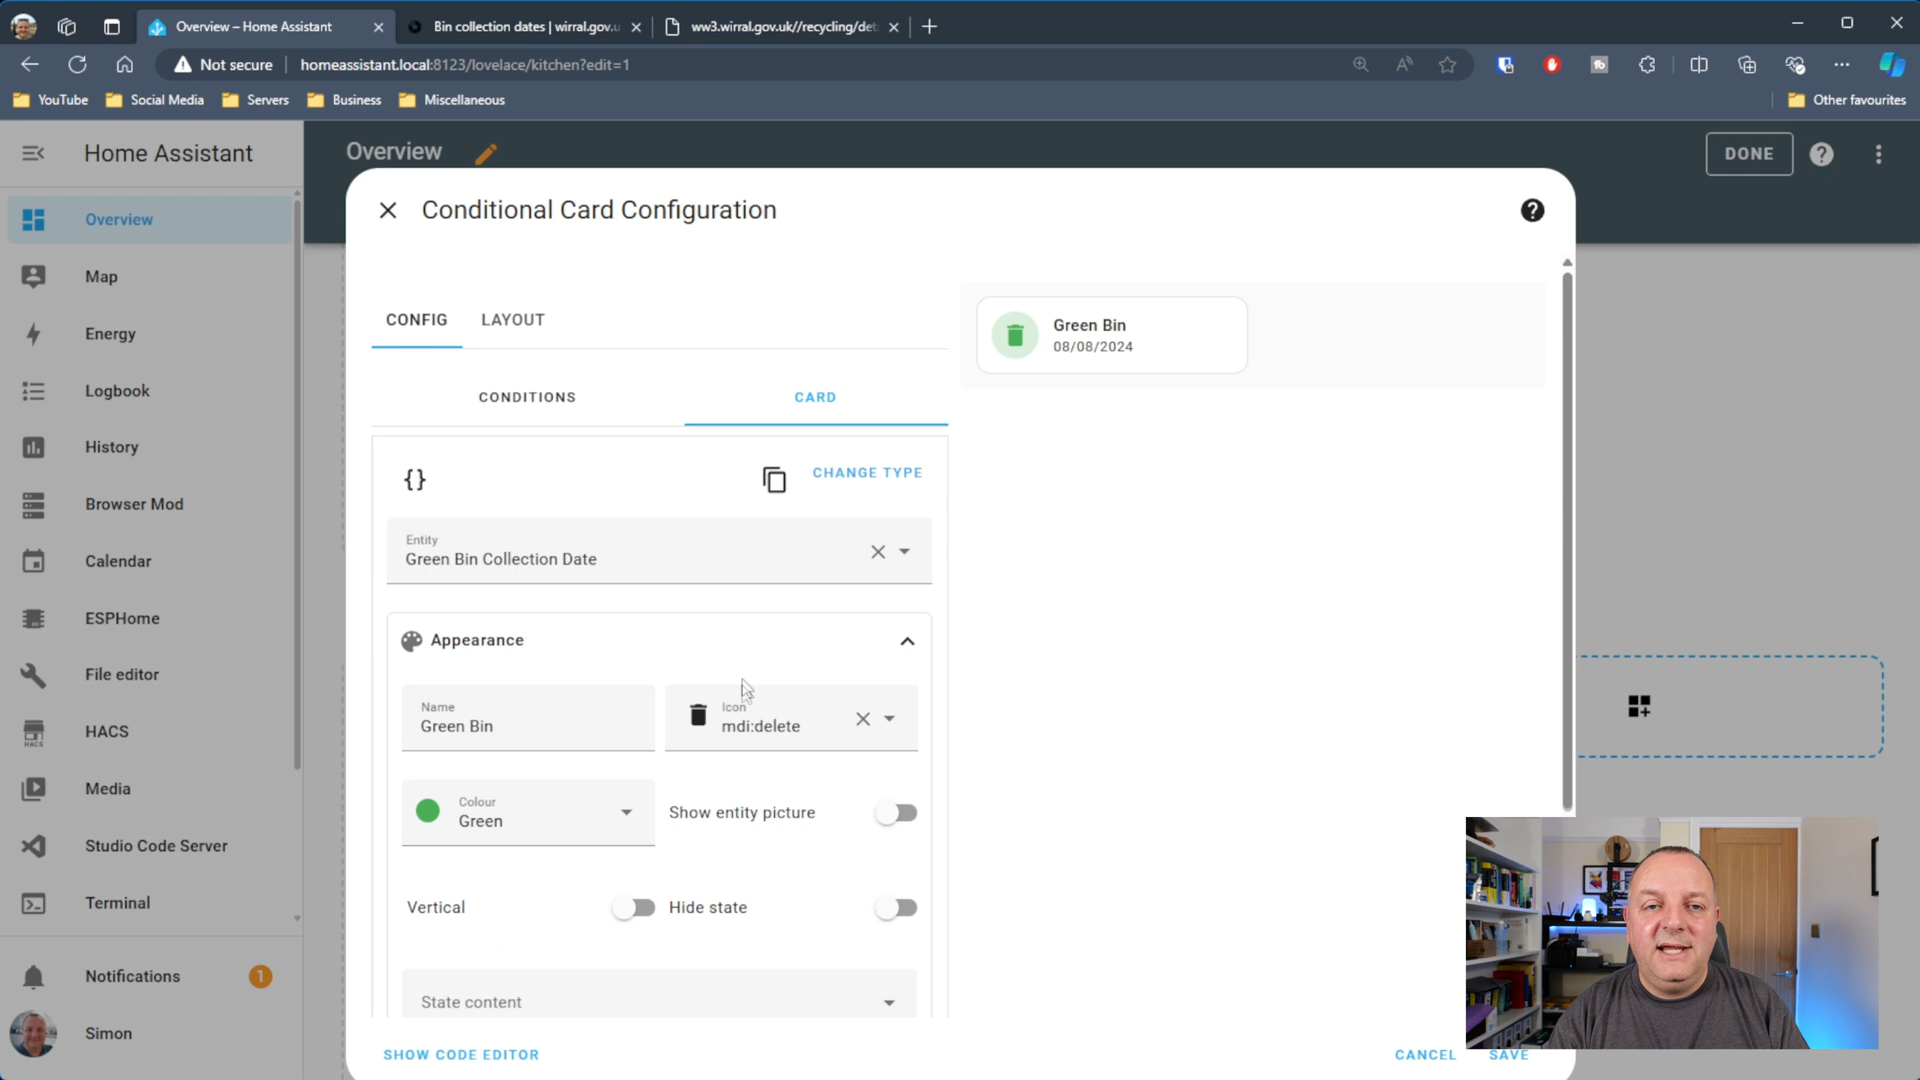 Overview – Home Assistant
Bin collection dates | wirral.gov.u
ww3.wirral.gov.uk//recycling/det
Not secure
homeassistant.local:8123/lovelace/kitchen?edit=1
YouTube
Social Media
Servers
Business
Miscellaneous
Other favourites
Home Assistant
Overview
DONE
Conditional Card Configuration
Overview
Map
Energy
Logbook
History
Browser Mod
Calendar
ESPHome
File editor
HACS
HACS
Media
Studio Code Server
Terminal
Notifications
1
Simon
CONFIG
LAYOUT
CONDITIONS
CARD
{}
CHANGE TYPE
Entity
Green Bin Collection Date
Appearance
Name
Green Bin
Icon
mdi:delete
Colour
Green
Show entity picture
Vertical
Hide state
State content
Green Bin
08/08/2024
SHOW CODE EDITOR
CANCEL
SAVE